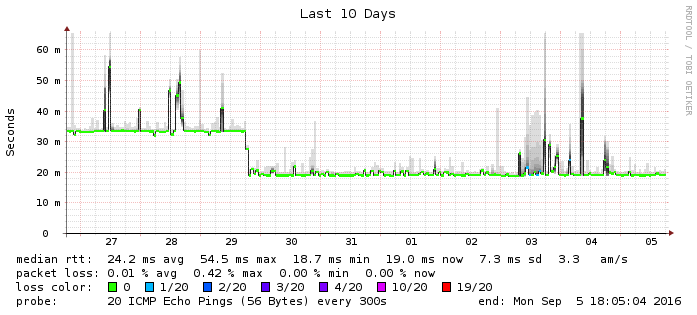 Last 10 Days
RRDTOOL / TOBI OETIKER
Seconds
60 m
50 m
40 m
30 m
20 m
10 m
0
27 28 29 30 31 01 02 03 04 05
median rtt: 24.2 ms avg 54.5 ms max 18.7 ms min 19.0 ms now 7.3 ms sd 3.3 am/s
packet loss: 0.01 % avg 0.42 % max 0.00 % min 0.00 % now
loss color: 0 1/20 2/20 3/20 4/20 10/20 19/20
probe: 20 ICMP Echo Pings (56 Bytes) every 300s end: Mon Sep 5 18:05:04 2016